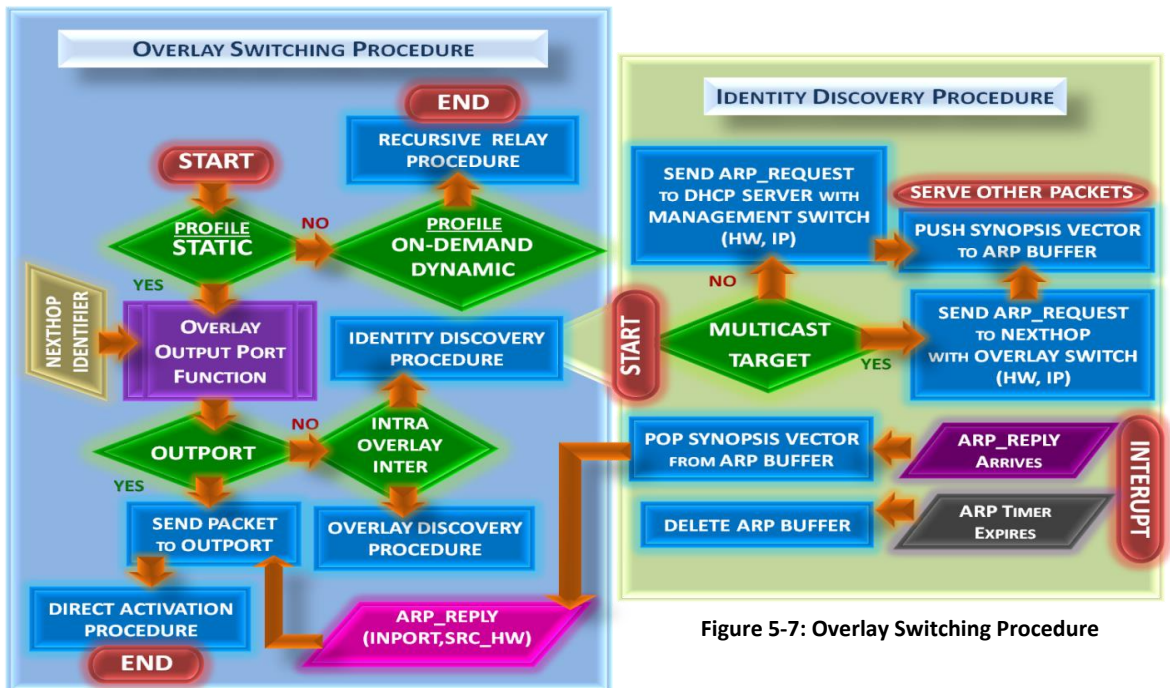 OVERLAY SWITCHING PROCEDURE
END
RECURSIVE RELAY
PROCEDURE
START
PROFILE
STATIC
NO
PROFILE
ON-DEMAND
DYNAMIC
YES
NEXTHOP
IDENTIFIER
OVERLAY
OUTPUT PORT
FUNCTION
IDENTITY DISCOVERY
PROCEDURE
OUTPORT
NO
INTRA
OVERLAY
INTER
YES
SEND PACKET
TO OUTPORT
OVERLAY DISCOVERY
PROCEDURE
DIRECT ACTIVATION
PROCEDURE
END
ARP_REPLY
(INPORT,SRC_HW)
IDENTITY DISCOVERY PROCEDURE
SEND ARP_REQUEST
TO DHCP SERVER WITH
MANAGEMENT SWITCH
(HW, IP)
SERVE OTHER PACKETS
PUSH SYNOPSIS VECTOR
TO ARP BUFFER
NO
START
MULTICAST
TARGET
YES
SEND ARP_REQUEST
TO NEXTHOP
WITH OVERLAY SWITCH
(HW, IP)
POP SYNOPSIS VECTOR
FROM ARP BUFFER
ARP_REPLY
ARRIVES
INTERUPT
DELETE ARP BUFFER
ARP TIMER
EXPIRES
Figure 5-7: Overlay Switching Procedure